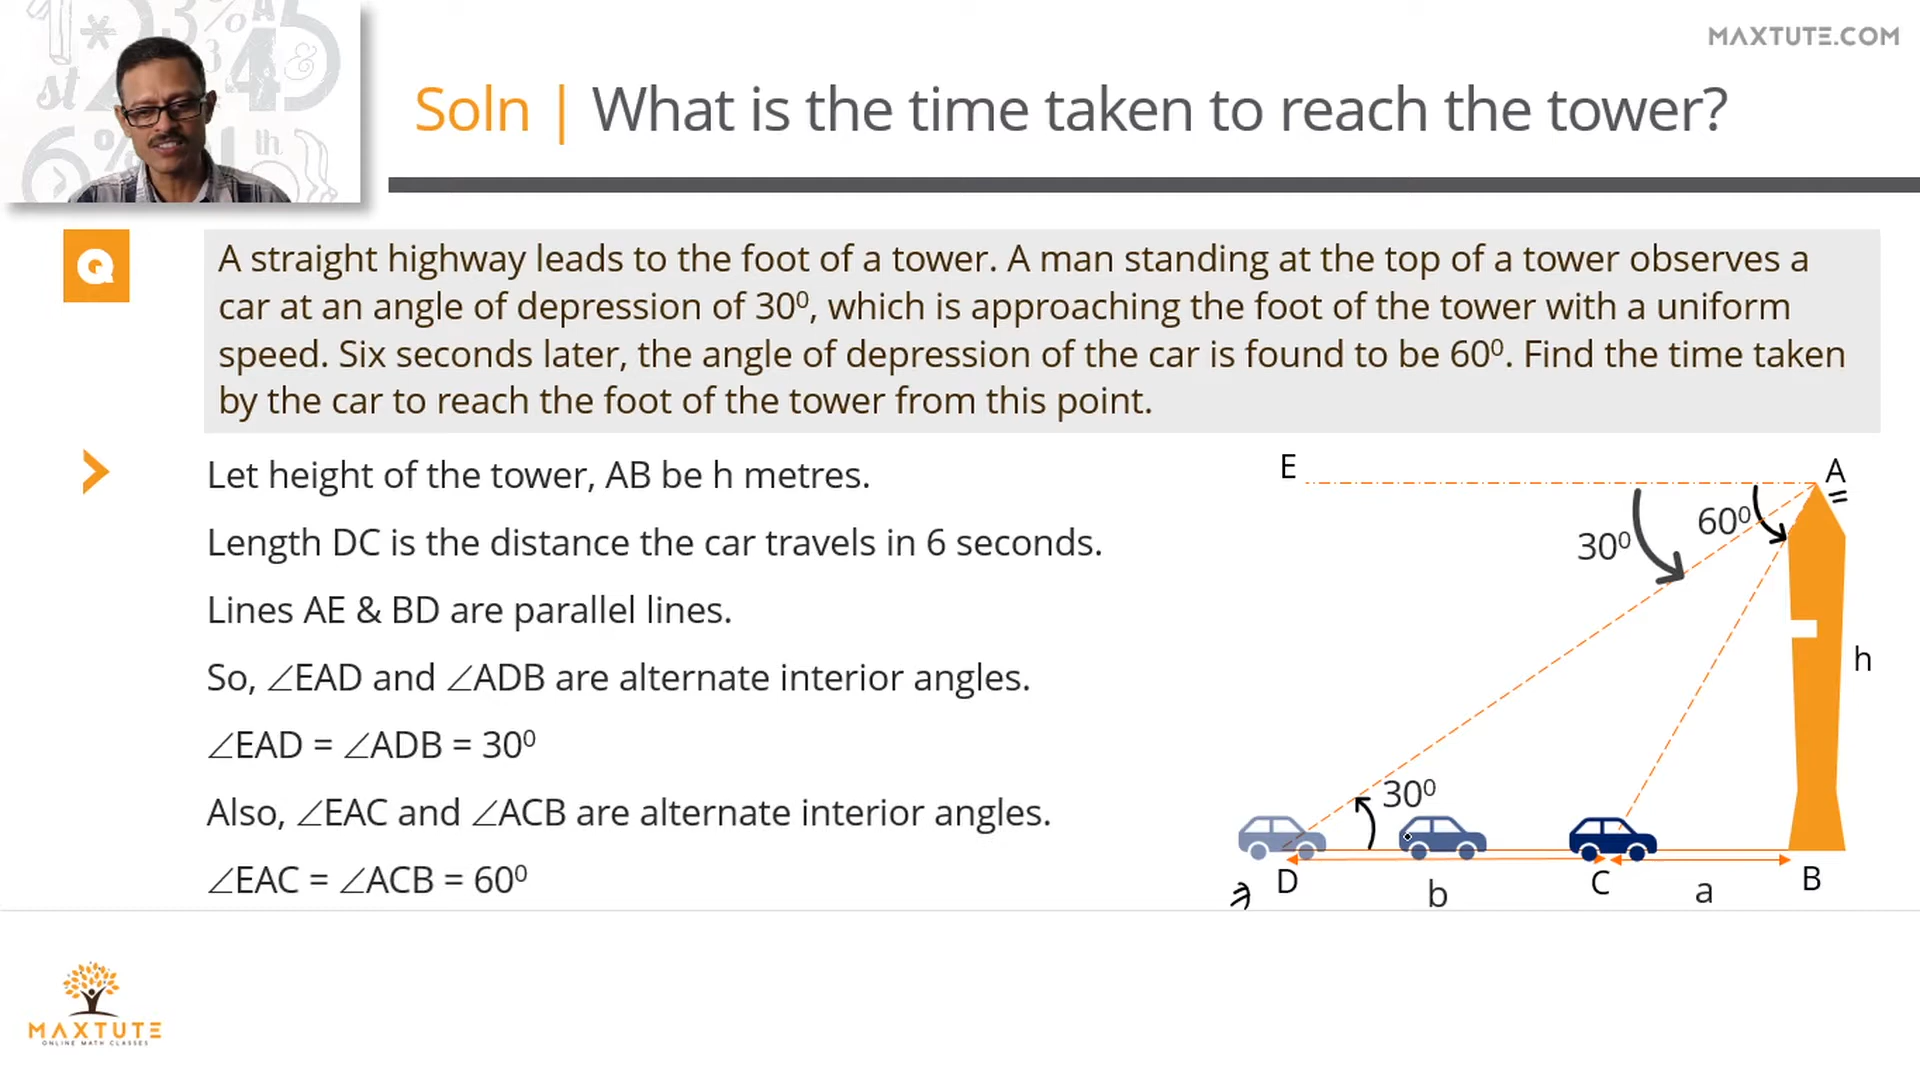 MAXTUTE.COM
Soln | What is the time taken to reach the tower?
Q
A straight highway leads to the foot of a tower. A man standing at the top of a tower observes a
car at an angle of depression of 30⁰, which is approaching the foot of the tower with a uniform
speed. Six seconds later, the angle of depression of the car is found to be 60⁰. Find the time taken
by the car to reach the foot of the tower from this point.
Let height of the tower, AB be h metres.
Length DC is the distance the car travels in 6 seconds.
Lines AE & BD are parallel lines.
So, ∠EAD and ∠ADB are alternate interior angles.
∠EAD = ∠ADB = 30⁰
Also, ∠EAC and ∠ACB are alternate interior angles.
∠EAC = ∠ACB = 60⁰
E
A
60⁰
30⁰
h
30⁰
D
b
C
a
B
MAXTUTE
ONLINE MATH CLASSES